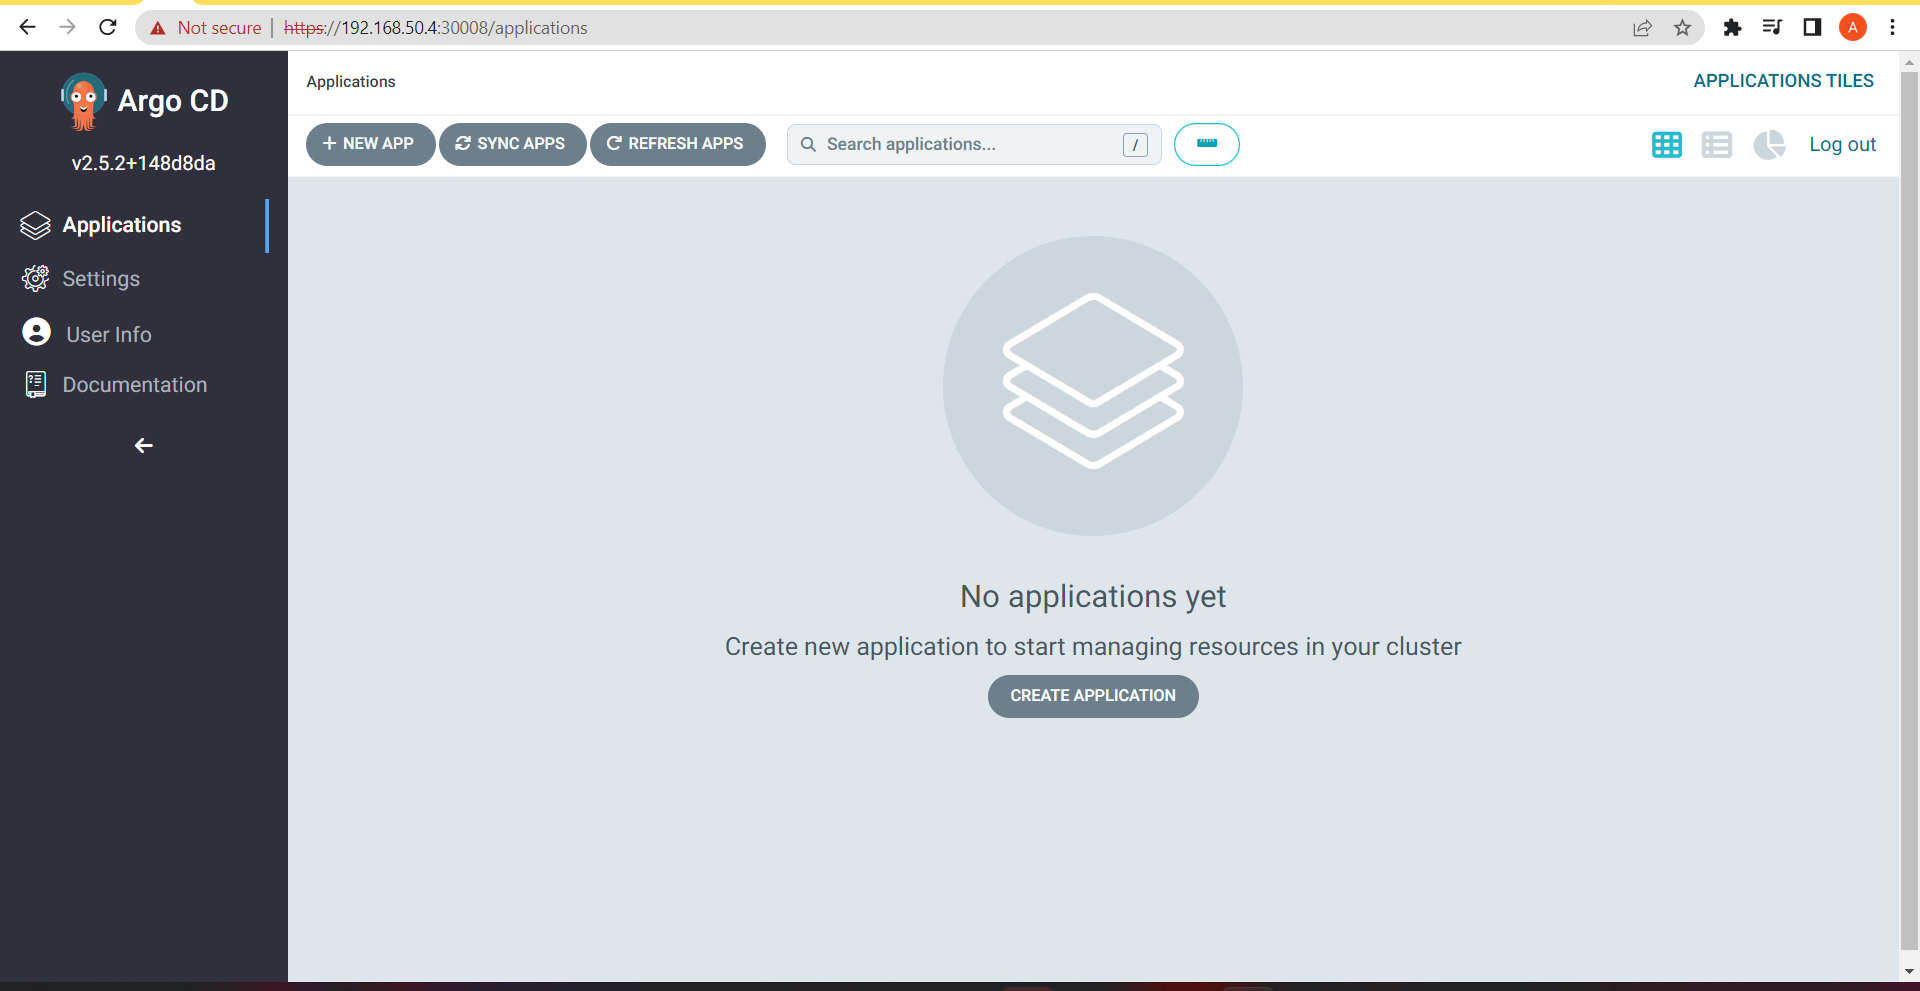 Not secure | https://192.168.50.4:30008/applications
A
Argo CD
v2.5.2+148d8da
Applications
Settings
User Info
Documentation
Applications
APPLICATIONS TILES
+ NEW APP
SYNC APPS
REFRESH APPS
Search applications...
/
Log out
No applications yet
Create new application to start managing resources in your cluster
CREATE APPLICATION